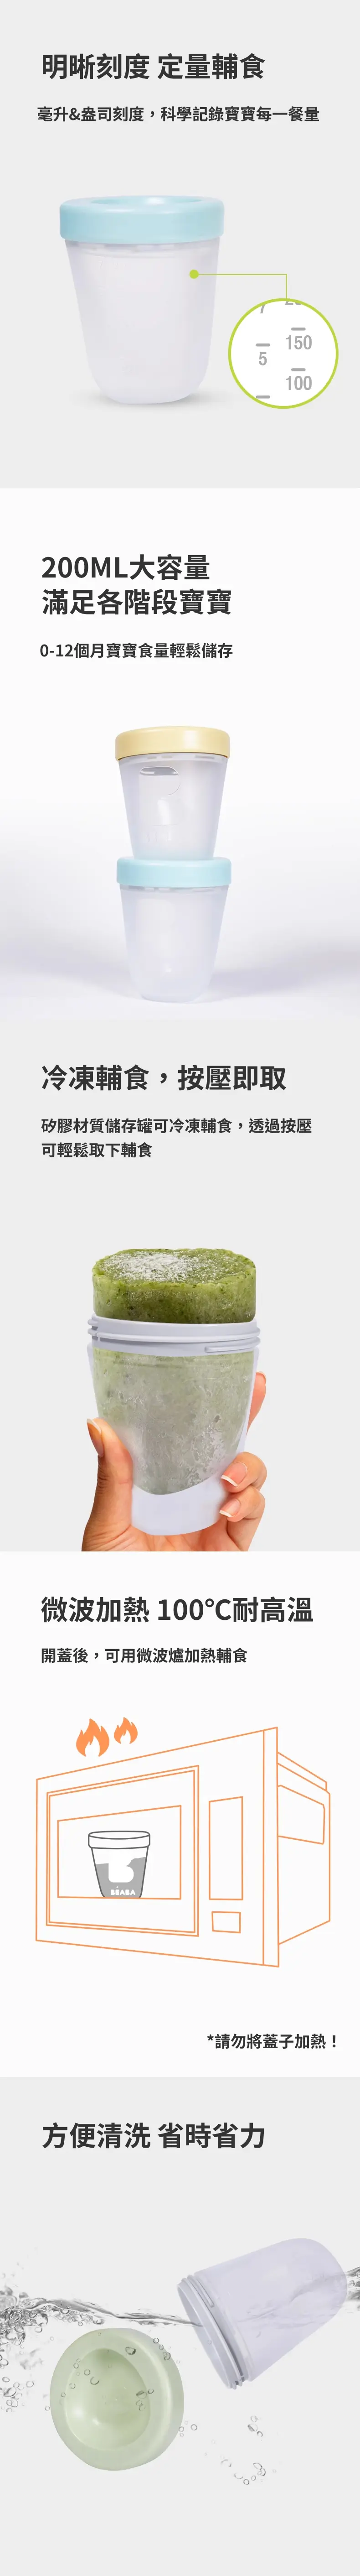 明晰刻度 定量輔食
毫升&盎司刻度，科學記錄寶寶每一餐量
150
5
100
200ML大容量
滿足各階段寶寶
0-12個月寶寶食量輕鬆儲存
冷凍輔食，按壓即取
矽膠材質儲存罐可冷凍輔食，透過按壓
可輕鬆取下輔食
微波加熱 100°C耐高溫
開蓋後，可用微波爐加熱輔食
BEABA
*請勿將蓋子加熱！
方便清洗 省時省力